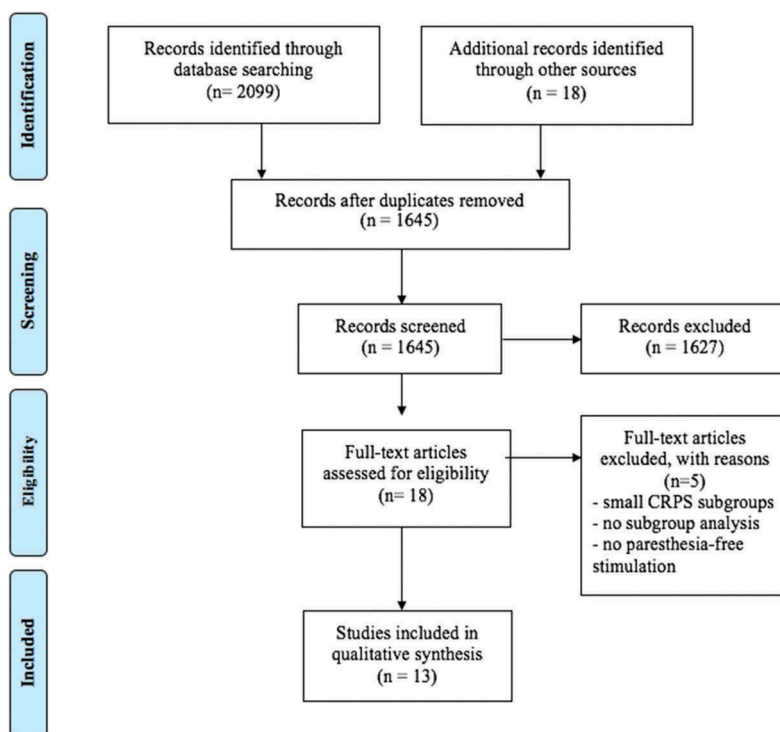 Identification
Records identified through
database searching
(n= 2099)
Additional records identified
through other sources
(n = 18)
Records after duplicates removed
(n = 1645)
Screening
Records screened
(n = 1645)
Records excluded
(n = 1627)
Eligibility
Full-text articles
assessed for eligibility
(n= 18)
Full-text articles
excluded, with reasons
(n=5)
- small CRPS subgroups
- no subgroup analysis
- no paresthesia-free
stimulation
Included
Studies included in
qualitative synthesis
(n = 13)